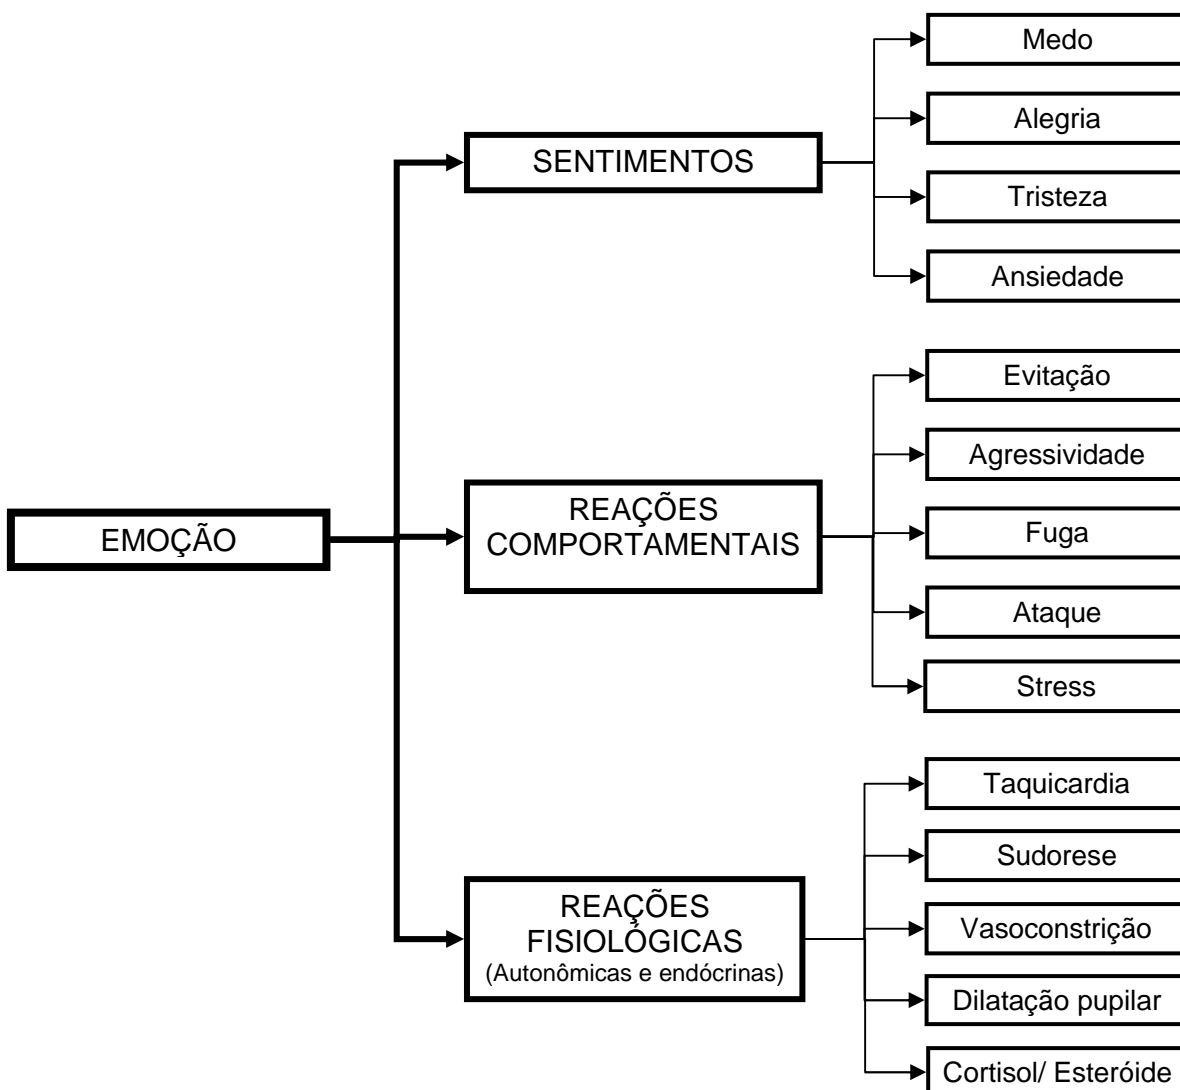 Medo
Alegria
SENTIMENTOS
Tristeza
Ansiedade
Evitação
Agressividade
REAÇÕES
COMPORTAMENTAIS
EMOÇÃO
Fuga
Ataque
Stress
Taquicardia
Sudorese
REAÇÕES
FISIOLÓGICAS
(Autonômicas e endócrinas)
Vasoconstrição
Dilatação pupilar
Cortisol/ Esteróide